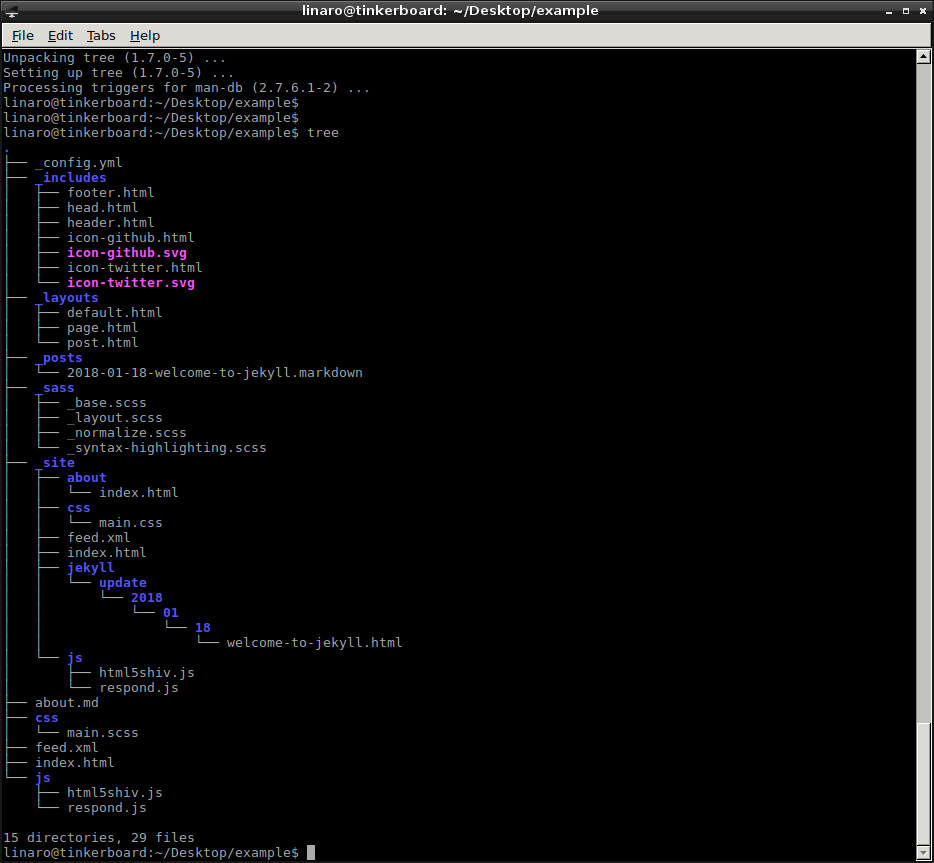 linaro@tinkerboard: ~/Desktop/example
File Edit Tabs Help
Unpacking tree (1.7.0-5) ...
Setting up tree (1.7.0-5) ...
Processing triggers for man-db (2.7.6.1-2) ...
linaro@tinkerboard:~/Desktop/example$
linaro@tinkerboard:~/Desktop/example$
linaro@tinkerboard:~/Desktop/example$ tree
.
├── _config.yml
├── _includes
│   ├── footer.html
│   ├── head.html
│   ├── header.html
│   ├── icon-github.html
│   ├── icon-github.svg
│   ├── icon-twitter.html
│   └── icon-twitter.svg
├── _layouts
│   ├── default.html
│   ├── page.html
│   └── post.html
├── _posts
│   └── 2018-01-18-welcome-to-jekyll.markdown
├── _sass
│   ├── _base.scss
│   ├── _layout.scss
│   ├── _normalize.scss
│   └── _syntax-highlighting.scss
├── _site
│   ├── about
│   │   └── index.html
│   ├── css
│   │   └── main.css
│   ├── feed.xml
│   ├── index.html
│   ├── jekyll
│   │   └── update
│   │       └── 2018
│   │           └── 01
│   │               └── 18
│   │                   └── welcome-to-jekyll.html
│   └── js
│       ├── html5shiv.js
│       └── respond.js
├── about.md
├── css
│   └── main.scss
├── feed.xml
├── index.html
└── js
    ├── html5shiv.js
    └── respond.js
15 directories, 29 files
linaro@tinkerboard:~/Desktop/example$